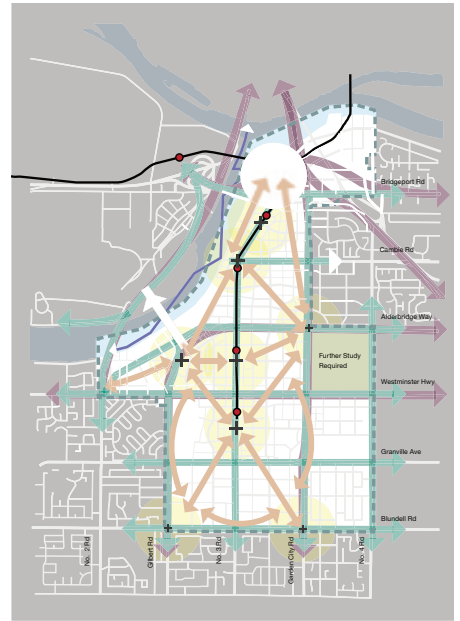 Bridgeport Rd
Cambie Rd
Alderbridge Way
Further Study
Required
Westminster Hwy
Granville Ave
Blundell Rd
No. 2 Rd
Gilbert Rd
No. 3 Rd
Garden City Rd
No. 4 Rd